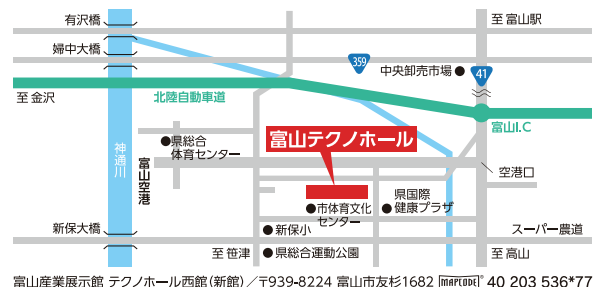 有沢橋
至 富山駅
婦中大橋
359
中央卸売市場
41
至 金沢
北陸自動車道
富山I.C
県総合
体育センター
富山テクノホール
神通川
富山空港
空港口
県国際
健康プラザ
市体育文化
センター
新保大橋
新保小
スーパー農道
至 笹津
県総合運動公園
至 高山
富山産業展示館 テクノホール西館(新館)/〒939-8224 富山市友杉1682 MAPCODE® 40 203 536*77